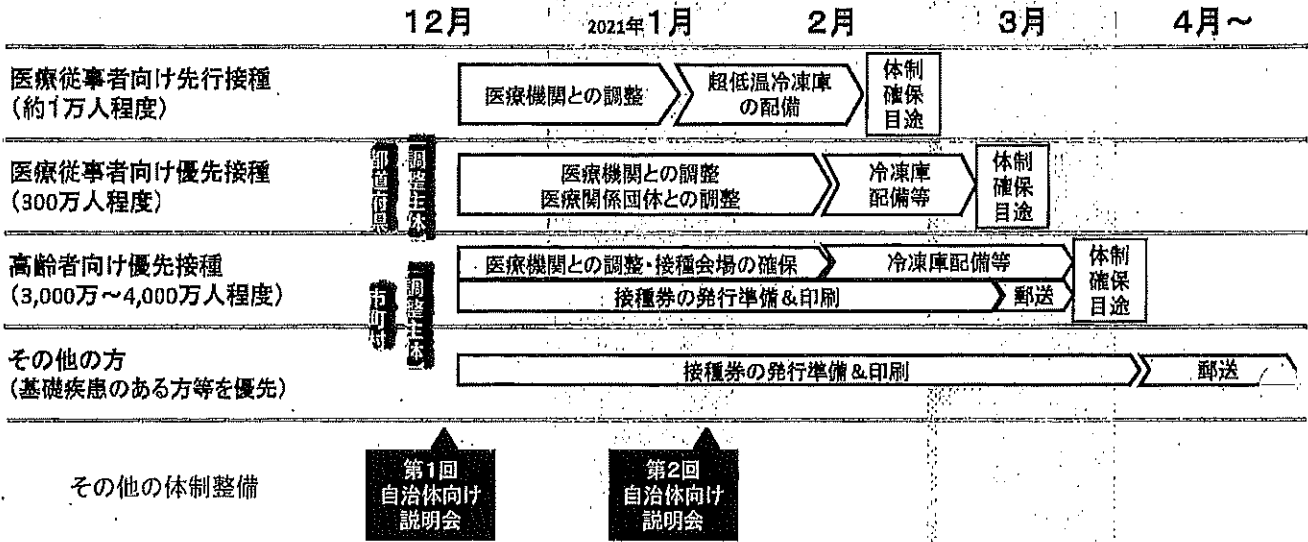 12月 2021年 1月 2月 3月 4月～
医療従事者向け先行接種
(約1万人程度)
医療機関との調整
超低温冷凍庫
の配備
体制
確保
目途
医療従事者向け優先接種
(300万人程度)
都道府県
調整主体
医療機関との調整
医療関係団体との調整
冷凍庫
配備等
体制
確保
目途
高齢者向け優先接種
(3,000万～4,000万人程度)
市町村
調整主体
医療機関との調整・接種会場の確保
冷凍庫配備等
接種券の発行準備&印刷
郵送
体制
確保
目途
その他の方
(基礎疾患のある方等を優先)
接種券の発行準備&印刷
郵送
その他の体制整備
第1回
自治体向け
説明会
第2回
自治体向け
説明会